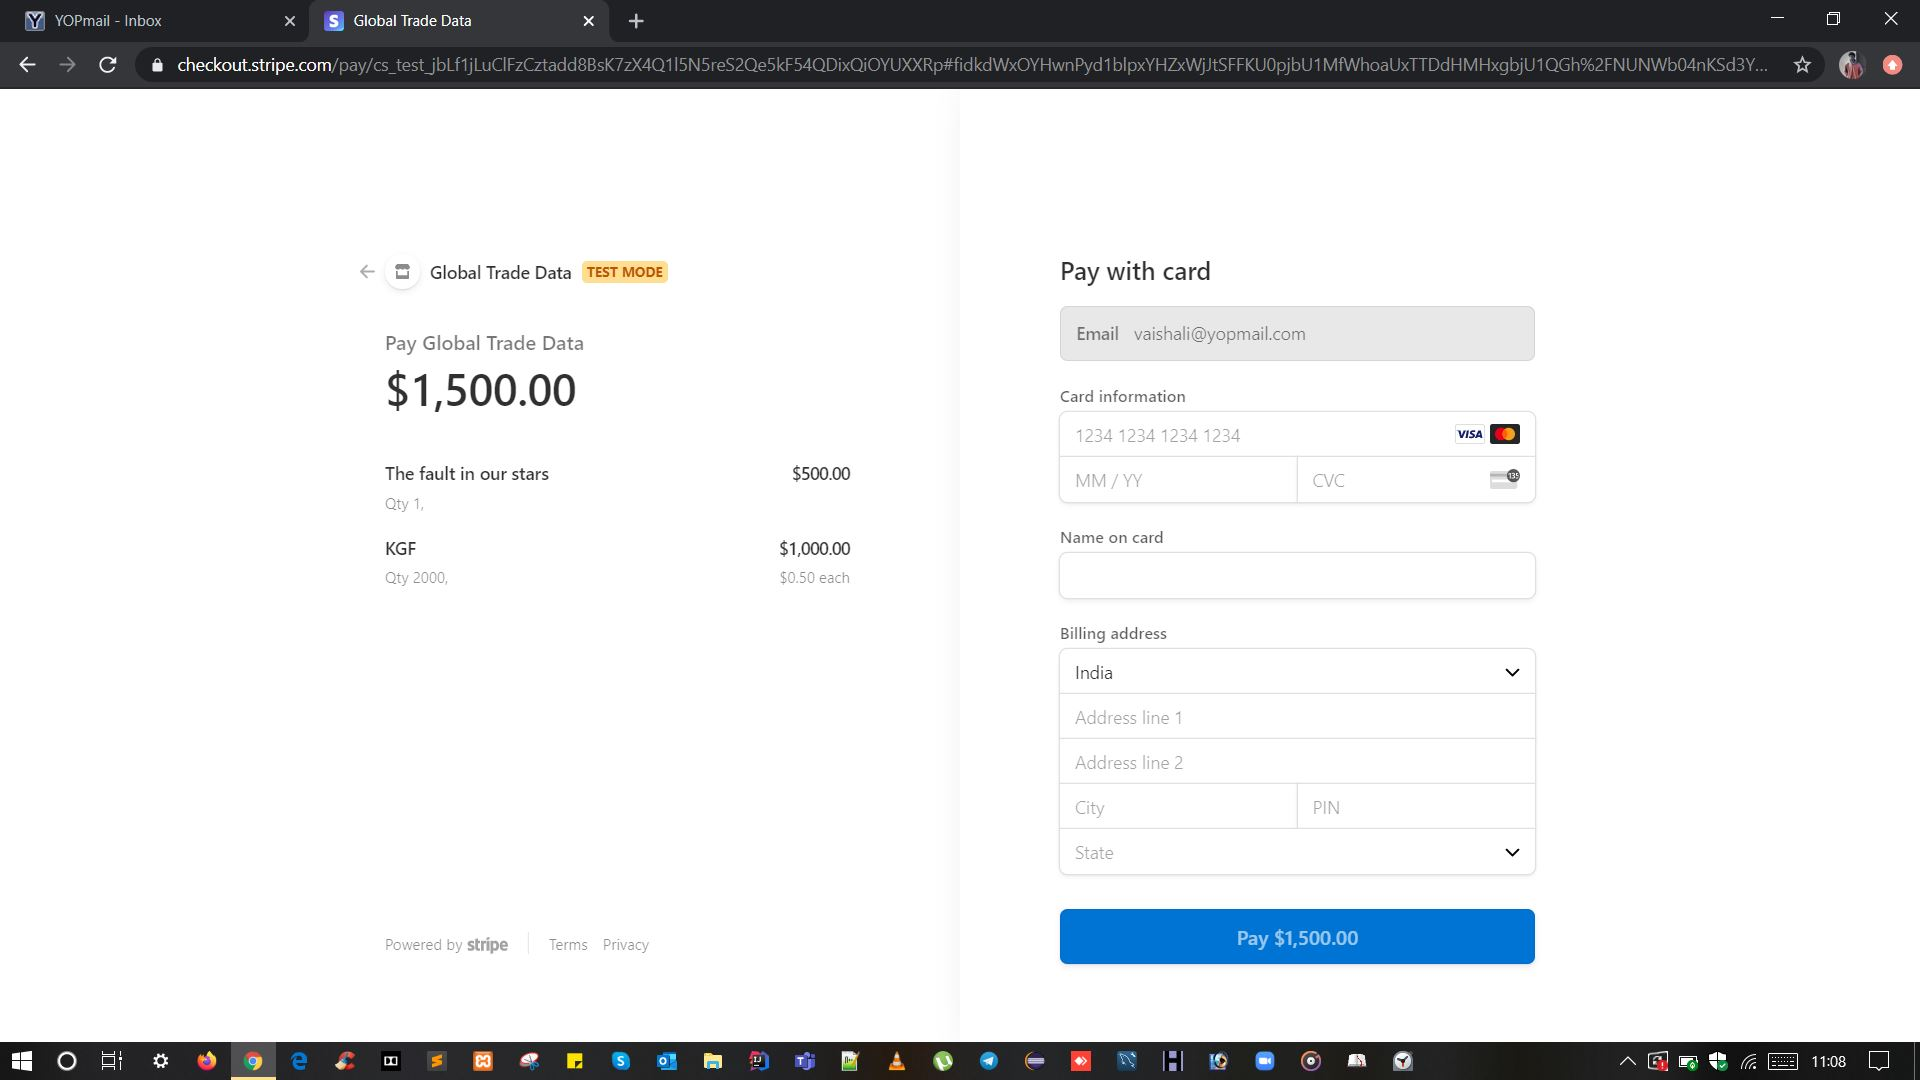 YOPmail - Inbox
Global Trade Data
checkout.stripe.com/pay/cs_test_jbLf1jLuClFzCztadd8BsK7zX4Q1l5N5reS2Qe5kF54QDixQiOYUXXRp#fidkdWxOYHwnPyd1blpxYHZxWjJtSFFKU0pjbU1MfWhoaUxTTDdHMHxgbjU1QGh%2FNUNWb04nKSd3Y...
Global Trade Data TEST MODE
Pay Global Trade Data
$1,500.00
The fault in our stars $500.00
Qty 1,
KGF $1,000.00
Qty 2000, $0.50 each
Powered by stripe Terms Privacy
Pay with card
Email vaishali@yopmail.com
Card information
1234 1234 1234 1234 VISA
MM / YY CVC 135
Name on card
Billing address
India
Address line 1
Address line 2
City PIN
State
Pay $1,500.00
11:08